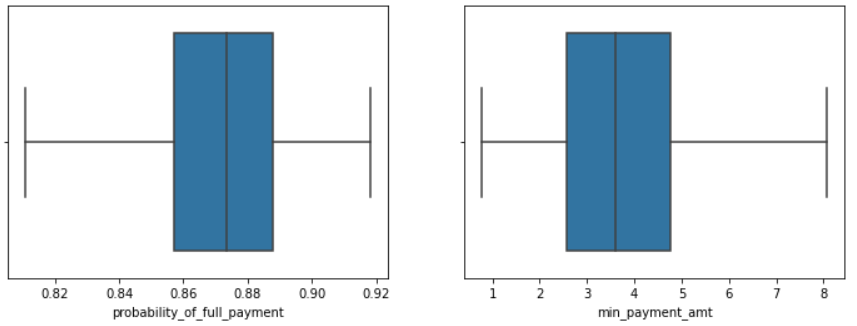 0.82 0.84 0.86 0.88 0.90 0.92
probability_of_full_payment
1 2 3 4 5 6 7 8
min_payment_amt